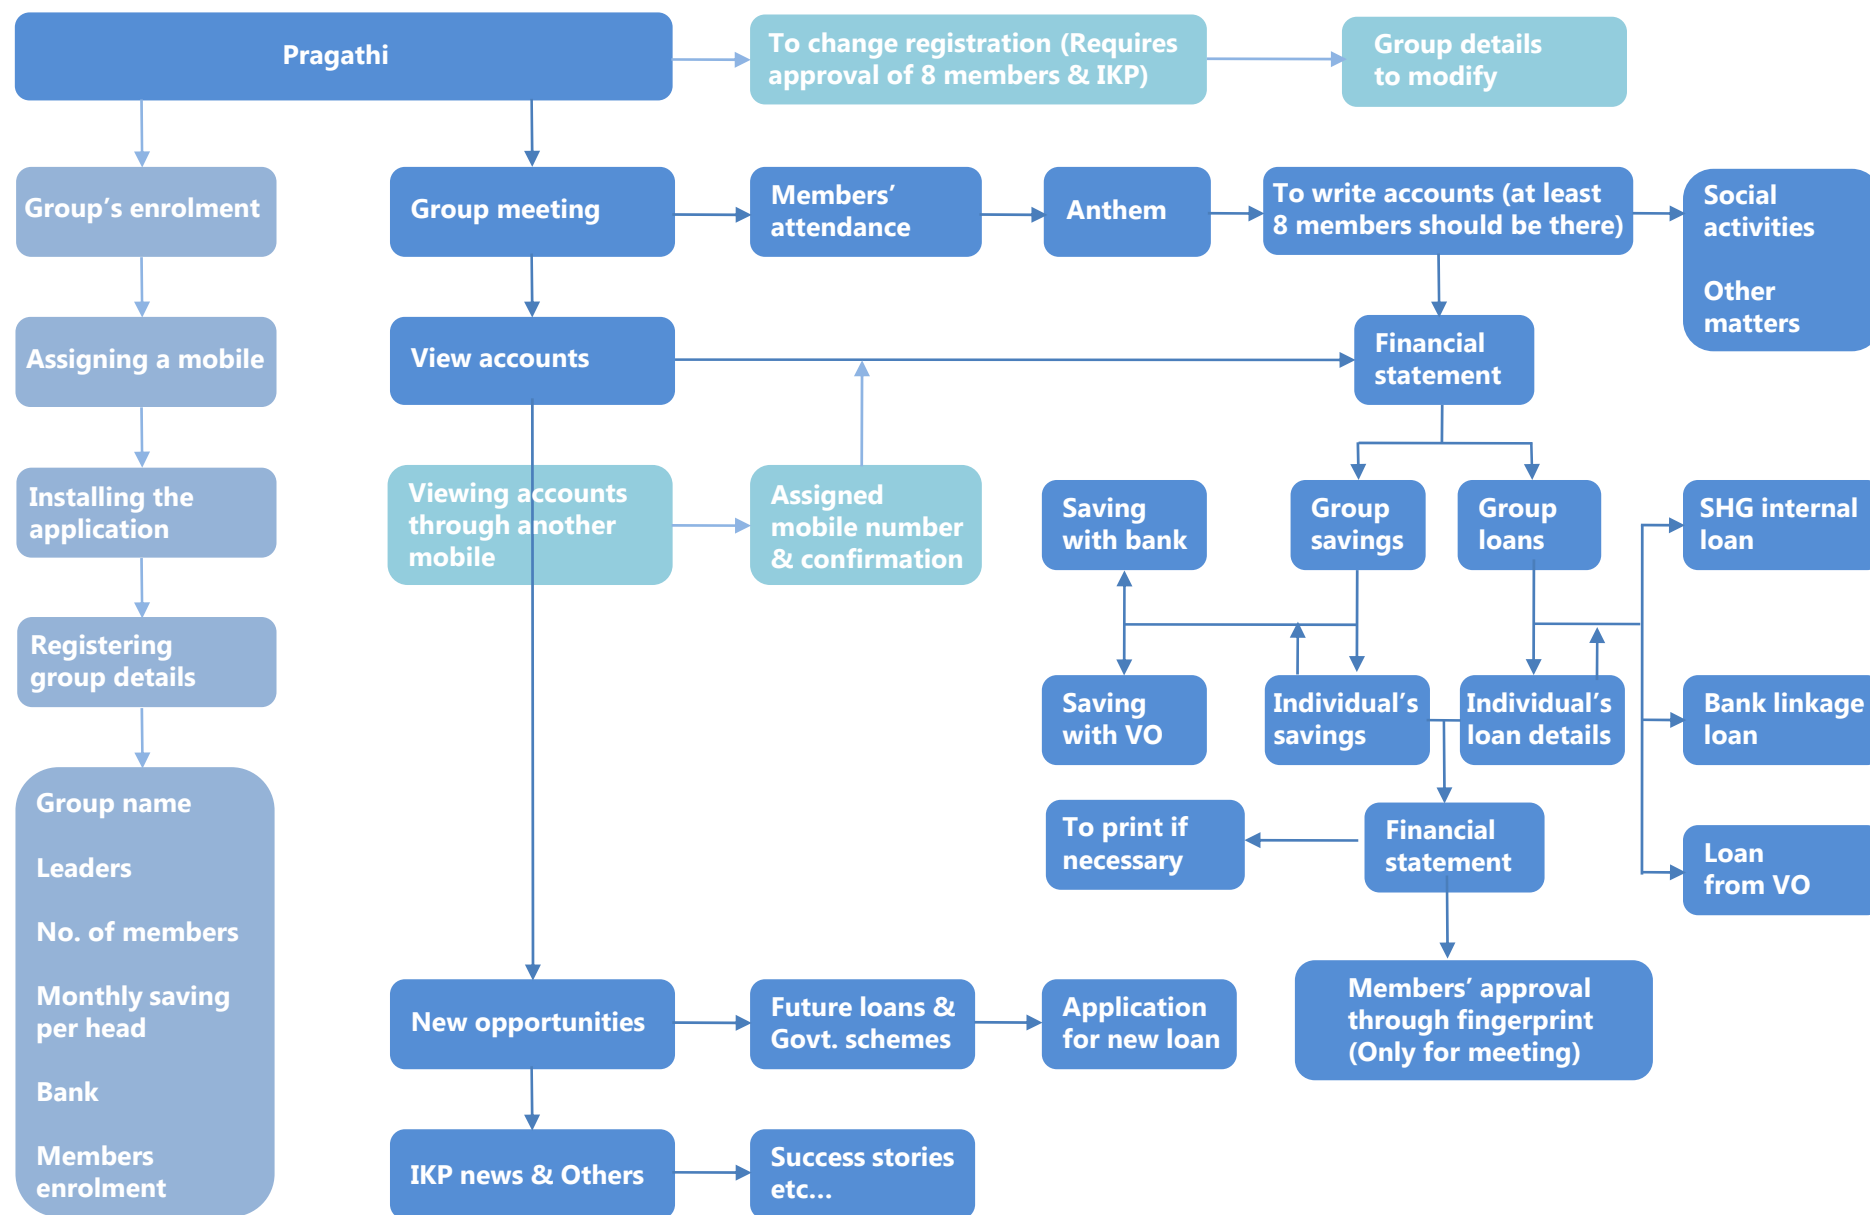 Pragathi
To change registration (Requires
approval of 8 members & IKP)
Group details
to modify
Group's enrolment
Group meeting
Members'
attendance
Anthem
To write accounts (at least
8 members should be there)
Social
activities
Other
matters
Assigning a mobile
View accounts
Financial
statement
Installing the
application
Viewing accounts
through another
mobile
Assigned
mobile number
& confirmation
Saving
with bank
Group
savings
Group
loans
SHG internal
loan
Registering
group details
Saving
with VO
Individual's
savings
Individual's
loan details
Bank linkage
loan
Group name
Leaders
No. of members
Monthly saving
per head
Bank
Members
enrolment
To print if
necessary
Financial
statement
Loan
from VO
New opportunities
Future loans &
Govt. schemes
Application
for new loan
Members' approval
through fingerprint
(Only for meeting)
IKP news & Others
Success stories
etc...